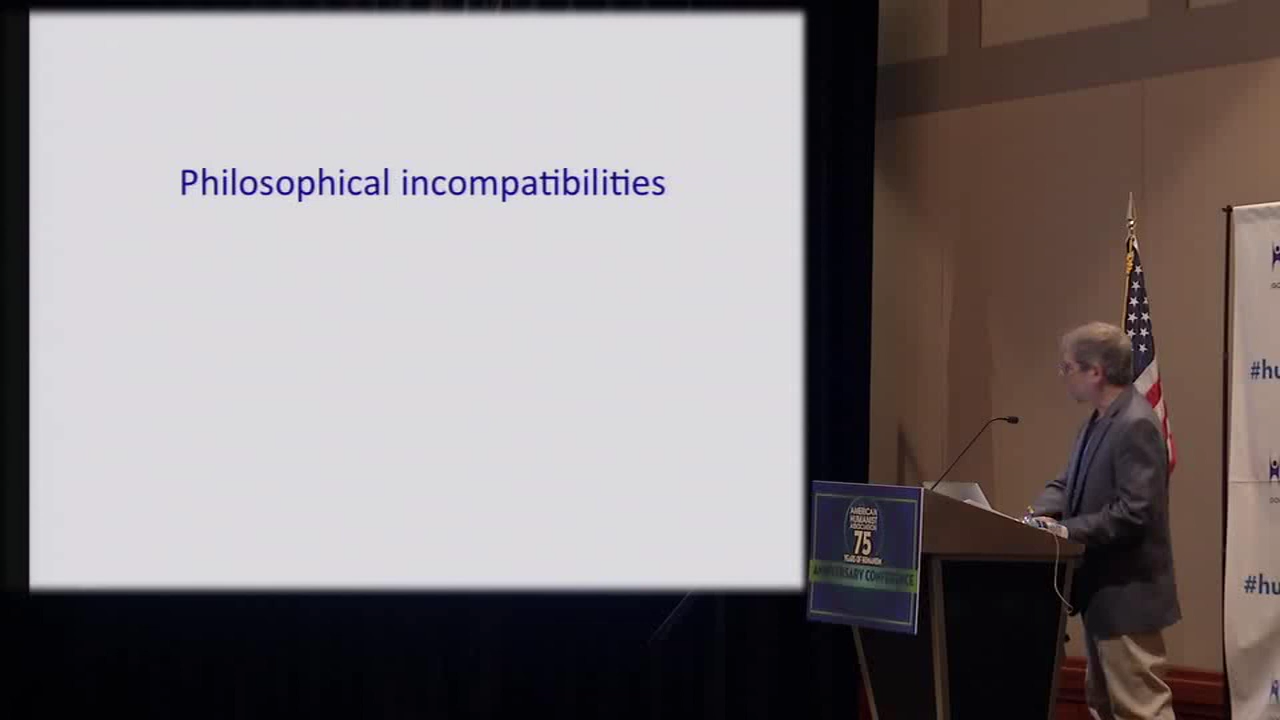 Philosophical incompatibilities
AMERICAN
HUMANIST
ASSOCIATION
75
YEARS OF HUMANISM
ANNIVERSARY CONFERENCE
#hu
#hu